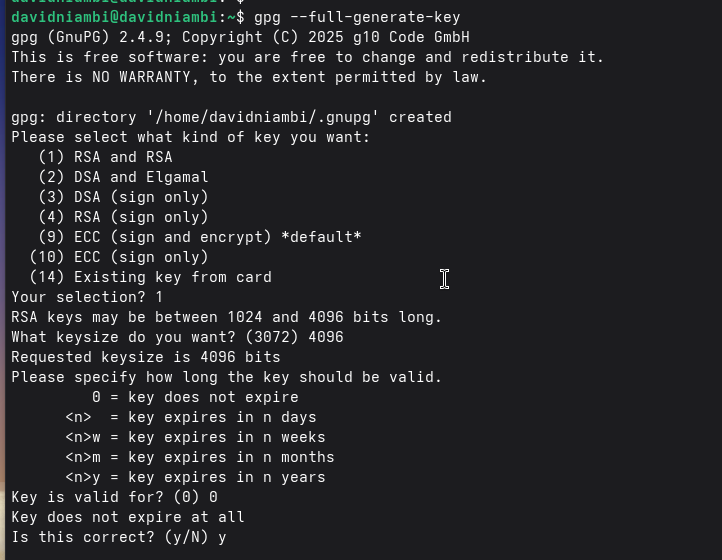 davidniambi@davidniambi:~$ gpg --full-generate-key
gpg (GnuPG) 2.4.9; Copyright (C) 2025 g10 Code GmbH
This is free software: you are free to change and redistribute it.
There is NO WARRANTY, to the extent permitted by law.

gpg: directory '/home/davidniambi/.gnupg' created
Please select what kind of key you want:
   (1) RSA and RSA
   (2) DSA and Elgamal
   (3) DSA (sign only)
   (4) RSA (sign only)
   (9) ECC (sign and encrypt) *default*
  (10) ECC (sign only)
  (14) Existing key from card
Your selection? 1
RSA keys may be between 1024 and 4096 bits long.
What keysize do you want? (3072) 4096
Requested keysize is 4096 bits
Please specify how long the key should be valid.
         0 = key does not expire
      <n>  = key expires in n days
      <n>w = key expires in n weeks
      <n>m = key expires in n months
      <n>y = key expires in n years
Key is valid for? (0) 0
Key does not expire at all
Is this correct? (y/N) y